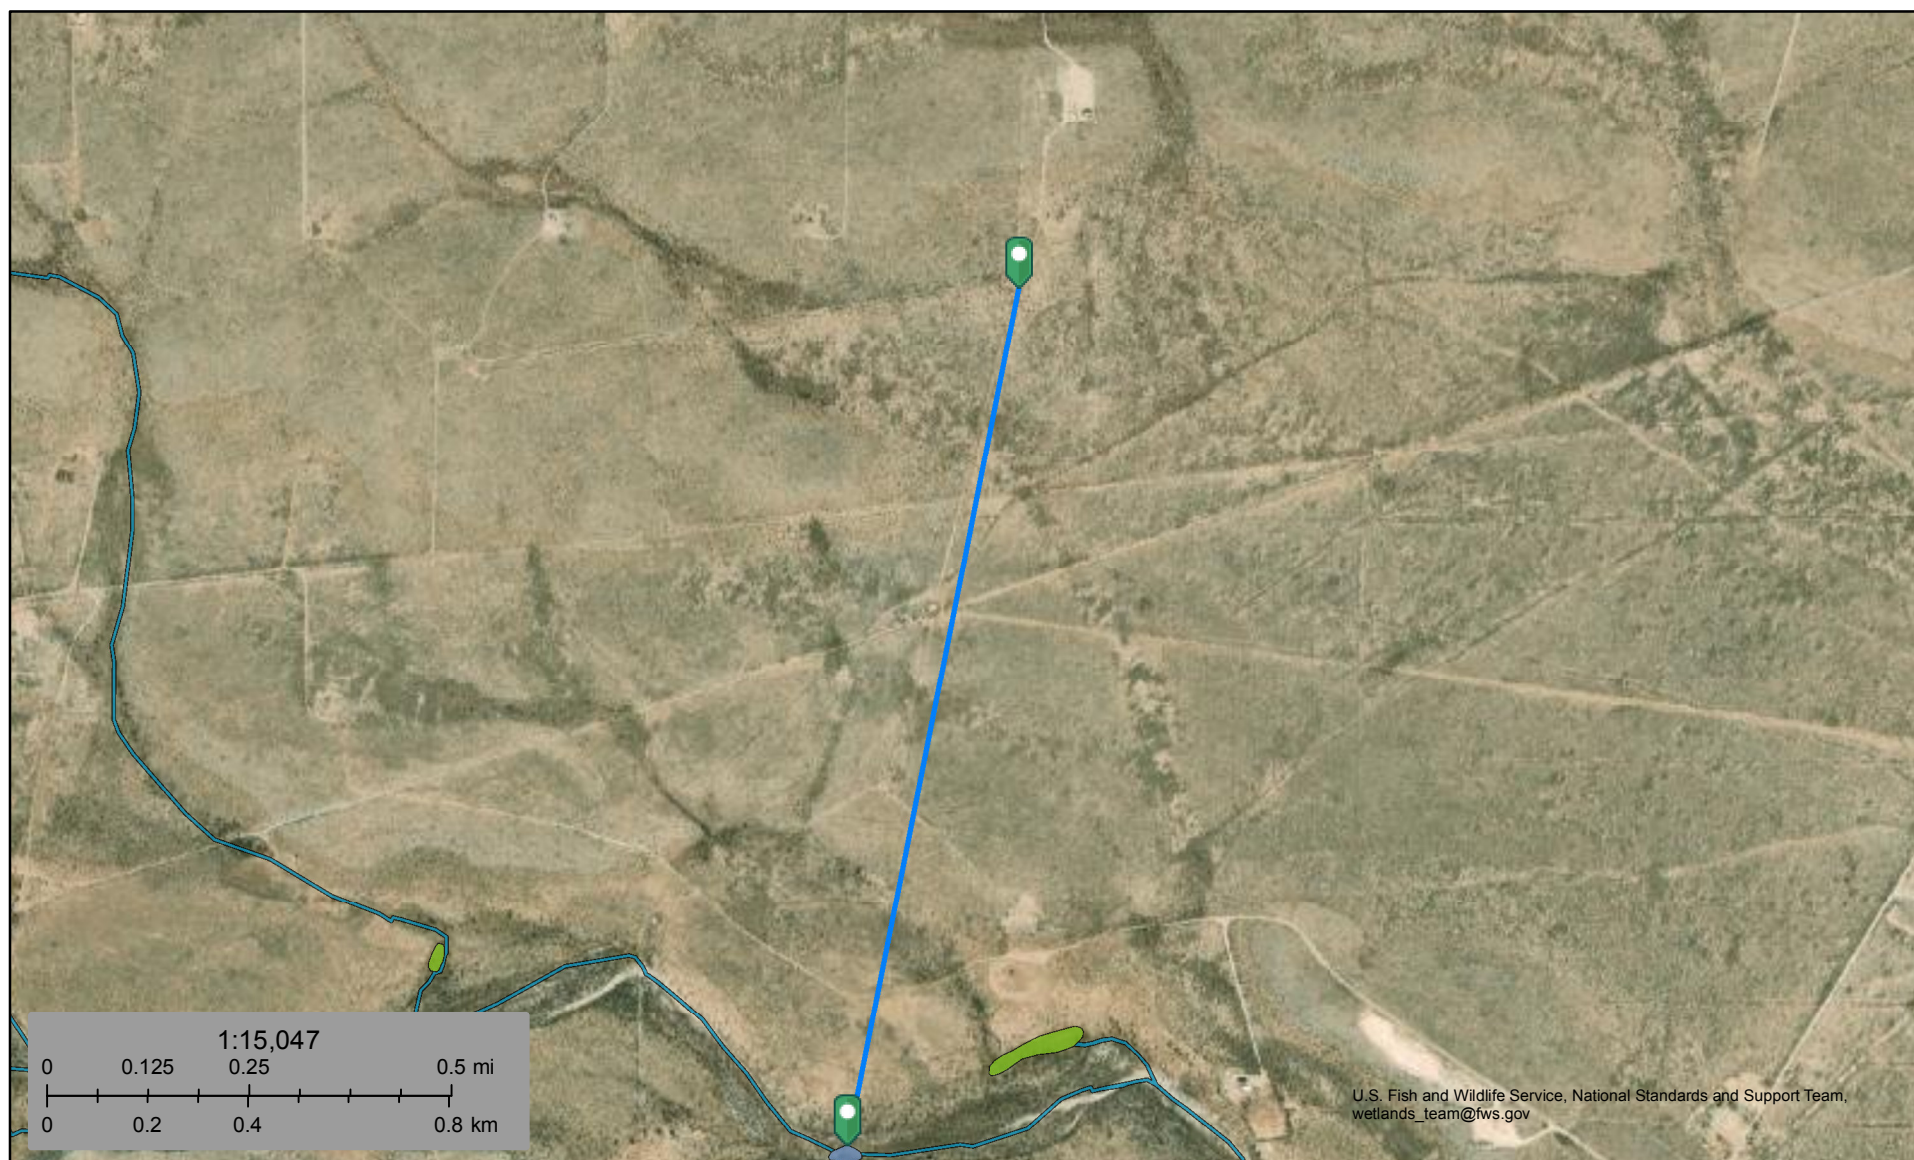 1:15,047
0 0.125 0.25 0.5 mi
0 0.2 0.4 0.8 km
U.S. Fish and Wildlife Service, National Standards and Support Team,
wetlands_team@fws.gov